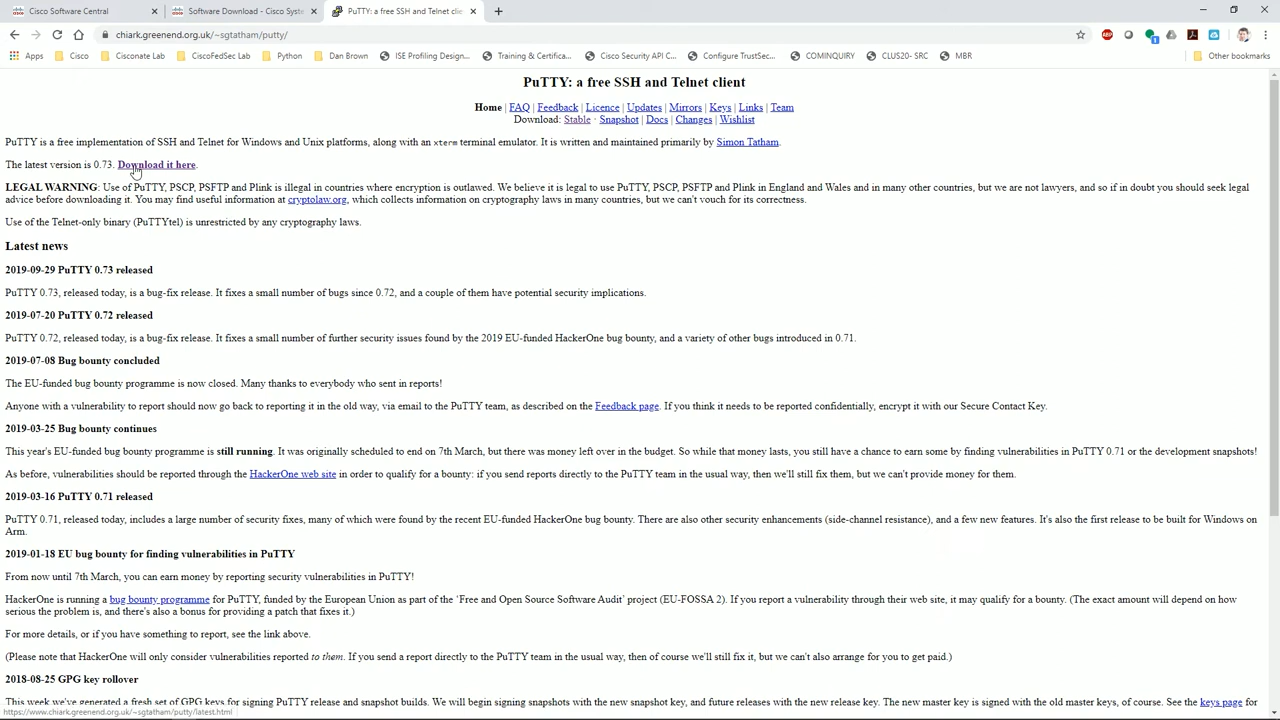 Cisco Software Central
Software Download - Cisco Syste
PuTTY: a free SSH and Telnet clie
chiark.greenend.org.uk/~sgtatham/putty/
Apps
Cisco
Cisconate Lab
CiscoFedSec Lab
Python
Dan Brown
ISE Profiling Design...
Training & Certifica...
Cisco Security API C...
Configure TrustSec...
COMINQUIRY
CLUS20- SRC
MBR
Other bookmarks
PuTTY: a free SSH and Telnet client
Home | FAQ | Feedback | Licence | Updates | Mirrors | Keys | Links | Team
Download: Stable · Snapshot | Docs | Changes | Wishlist
PuTTY is a free implementation of SSH and Telnet for Windows and Unix platforms, along with an xterm terminal emulator. It is written and maintained primarily by Simon Tatham.
The latest version is 0.73. Download it here.
LEGAL WARNING: Use of PuTTY, PSCP, PSFTP and Plink is illegal in countries where encryption is outlawed. We believe it is legal to use PuTTY, PSCP, PSFTP and Plink in England and Wales and in many other countries, but we are not lawyers, and so if in doubt you should seek legal
advice before downloading it. You may find useful information at cryptolaw.org, which collects information on cryptography laws in many countries, but we can't vouch for its correctness.
Use of the Telnet-only binary (PuTTYtel) is unrestricted by any cryptography laws.
Latest news
2019-09-29 PuTTY 0.73 released
PuTTY 0.73, released today, is a bug-fix release. It fixes a small number of bugs since 0.72, and a couple of them have potential security implications.
2019-07-20 PuTTY 0.72 released
PuTTY 0.72, released today, is a bug-fix release. It fixes a small number of further security issues found by the 2019 EU-funded HackerOne bug bounty, and a variety of other bugs introduced in 0.71.
2019-07-08 Bug bounty concluded
The EU-funded bug bounty programme is now closed. Many thanks to everybody who sent in reports!
Anyone with a vulnerability to report should now go back to reporting it in the old way, via email to the PuTTY team, as described on the Feedback page. If you think it needs to be reported confidentially, encrypt it with our Secure Contact Key.
2019-03-25 Bug bounty continues
This year's EU-funded bug bounty programme is still running. It was originally scheduled to end on 7th March, but there was money left over in the budget. So while that money lasts, you still have a chance to earn some by finding vulnerabilities in PuTTY 0.71 or the development snapshots!
As before, vulnerabilities should be reported through the HackerOne web site in order to qualify for a bounty: if you send reports directly to the PuTTY team in the usual way, then we'll still fix them, but we can't provide money for them.
2019-03-16 PuTTY 0.71 released
PuTTY 0.71, released today, includes a large number of security fixes, many of which were found by the recent EU-funded HackerOne bug bounty. There are also other security enhancements (side-channel resistance), and a few new features. It's also the first release to be built for Windows on
Arm.
2019-01-18 EU bug bounty for finding vulnerabilities in PuTTY
From now until 7th March, you can earn money by reporting security vulnerabilities in PuTTY!
HackerOne is running a bug bounty programme for PuTTY, funded by the European Union as part of the ‘Free and Open Source Software Audit’ project (EU-FOSSA 2). If you report a vulnerability through their web site, it may qualify for a bounty. (The exact amount will depend on how
serious the problem is, and there's also a bonus for providing a patch that fixes it.)
For more details, or if you have something to report, see the link above.
(Please note that HackerOne will only consider vulnerabilities reported to them. If you send a report directly to the PuTTY team in the usual way, then of course we'll still fix it, but we can't also arrange for you to get paid.)
2018-08-25 GPG key rollover
This week we've generated a fresh set of GPG keys for signing PuTTY release and snapshot builds. We will begin signing snapshots with the new snapshot key, and future releases with the new release key. The new master key is signed with the old master keys, of course. See the keys page for
https://www.chiark.greenend.org.uk/~sgtatham/putty/latest.html